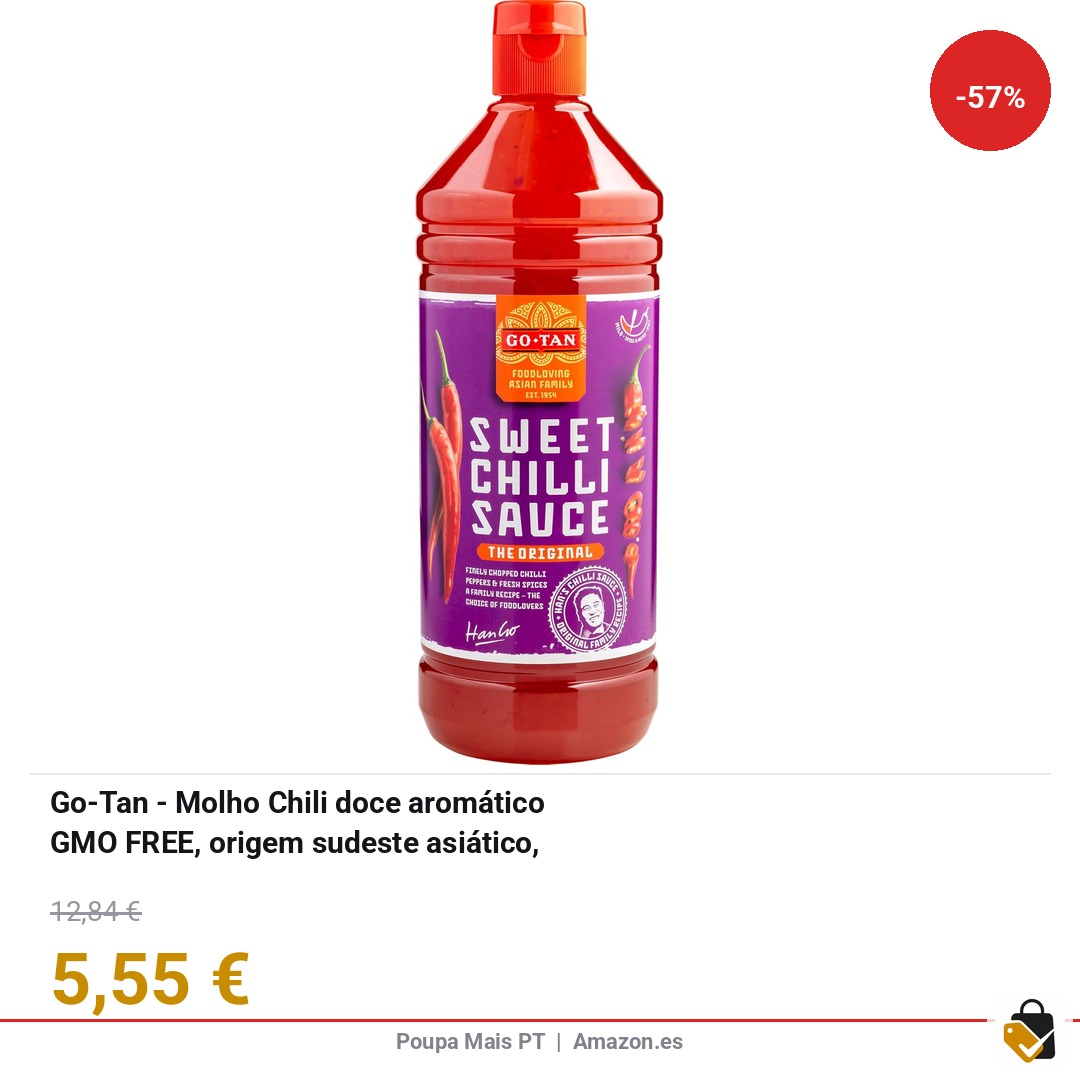 -57%
GO·TAN
FOODLOVING
ASIAN FAMILY
EST. 1954
SWEET
CHILLI
SAUCE
THE ORIGINAL
FINELY CHOPPED CHILLI
PEPPERS & FRESH SPICES
A FAMILY RECIPE – THE
CHOICE OF FOODLOVERS
HAN'S CHILLI SAUCE
ORIGINAL FAMILY RECIPE
Han Go
Go-Tan - Molho Chili doce aromático
GMO FREE, origem sudeste asiático,
12,84 €
5,55 €
Poupa Mais PT | Amazon.es